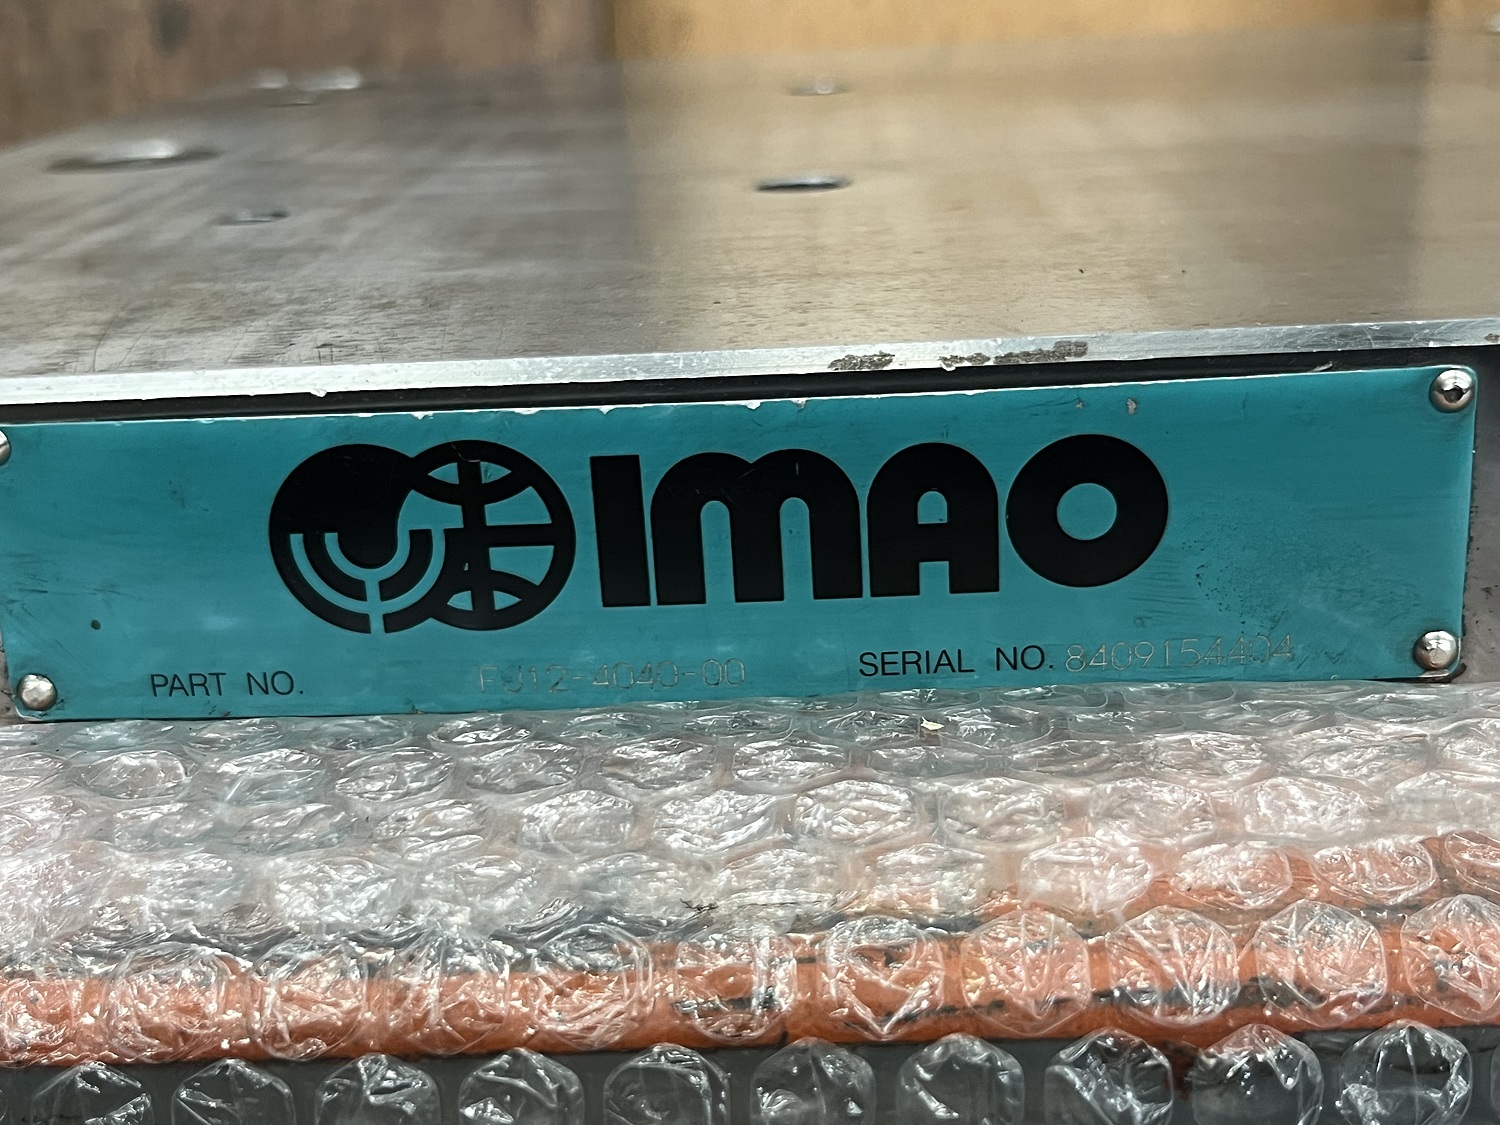 IMAO
PART NO. FJ12-4040-00 SERIAL NO. 8409154404